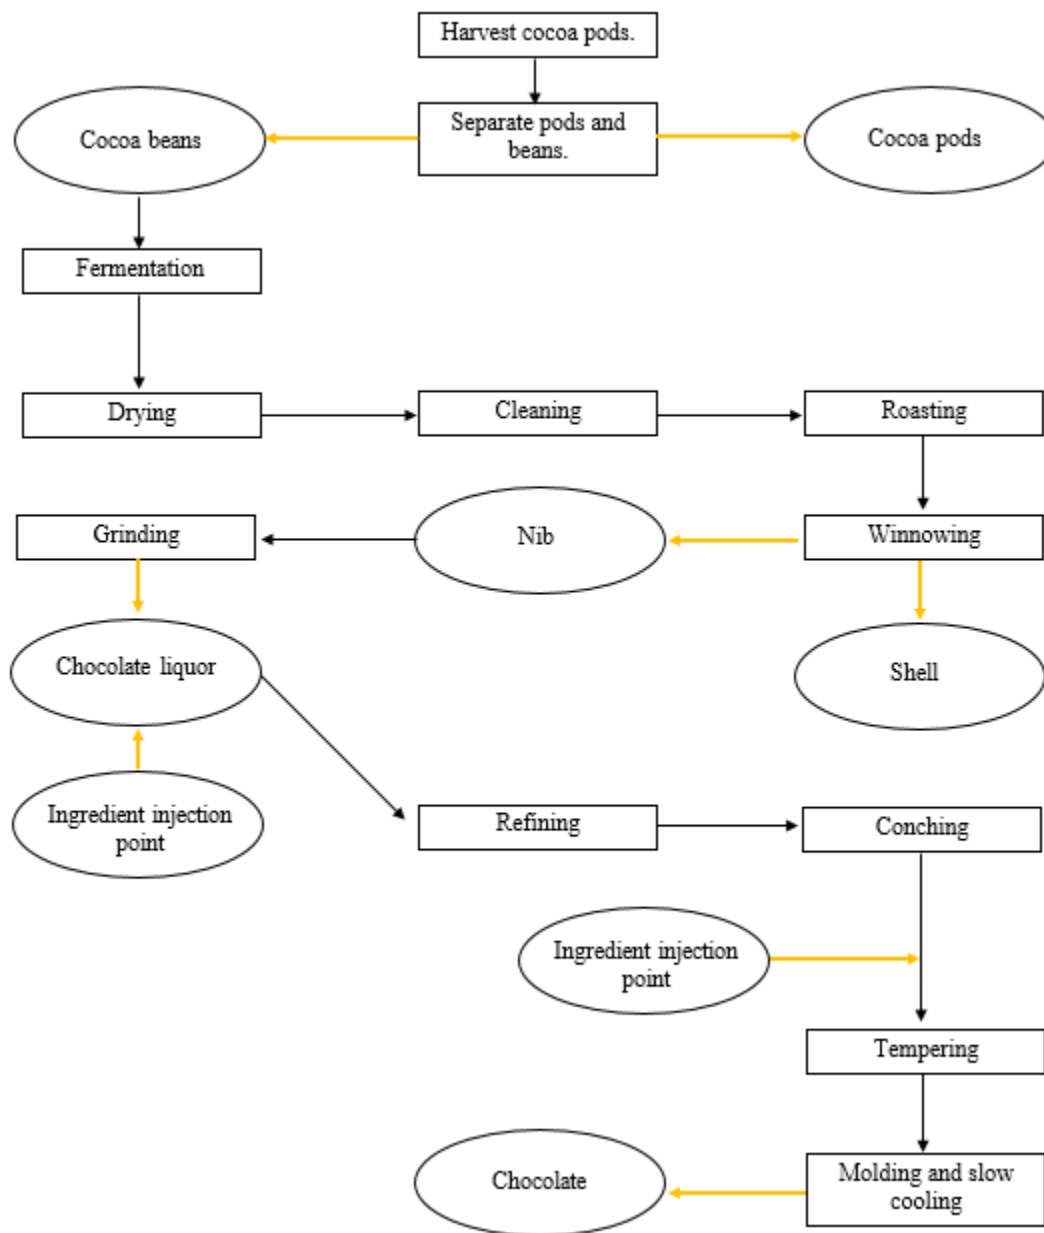 Harvest cocoa pods.
Cocoa beans
Separate pods and
beans.
Cocoa pods
Fermentation
Drying
Cleaning
Roasting
Grinding
Nib
Winnowing
Chocolate liquor
Shell
Ingredient injection
point
Refining
Conching
Ingredient injection
point
Tempering
Chocolate
Molding and slow
cooling